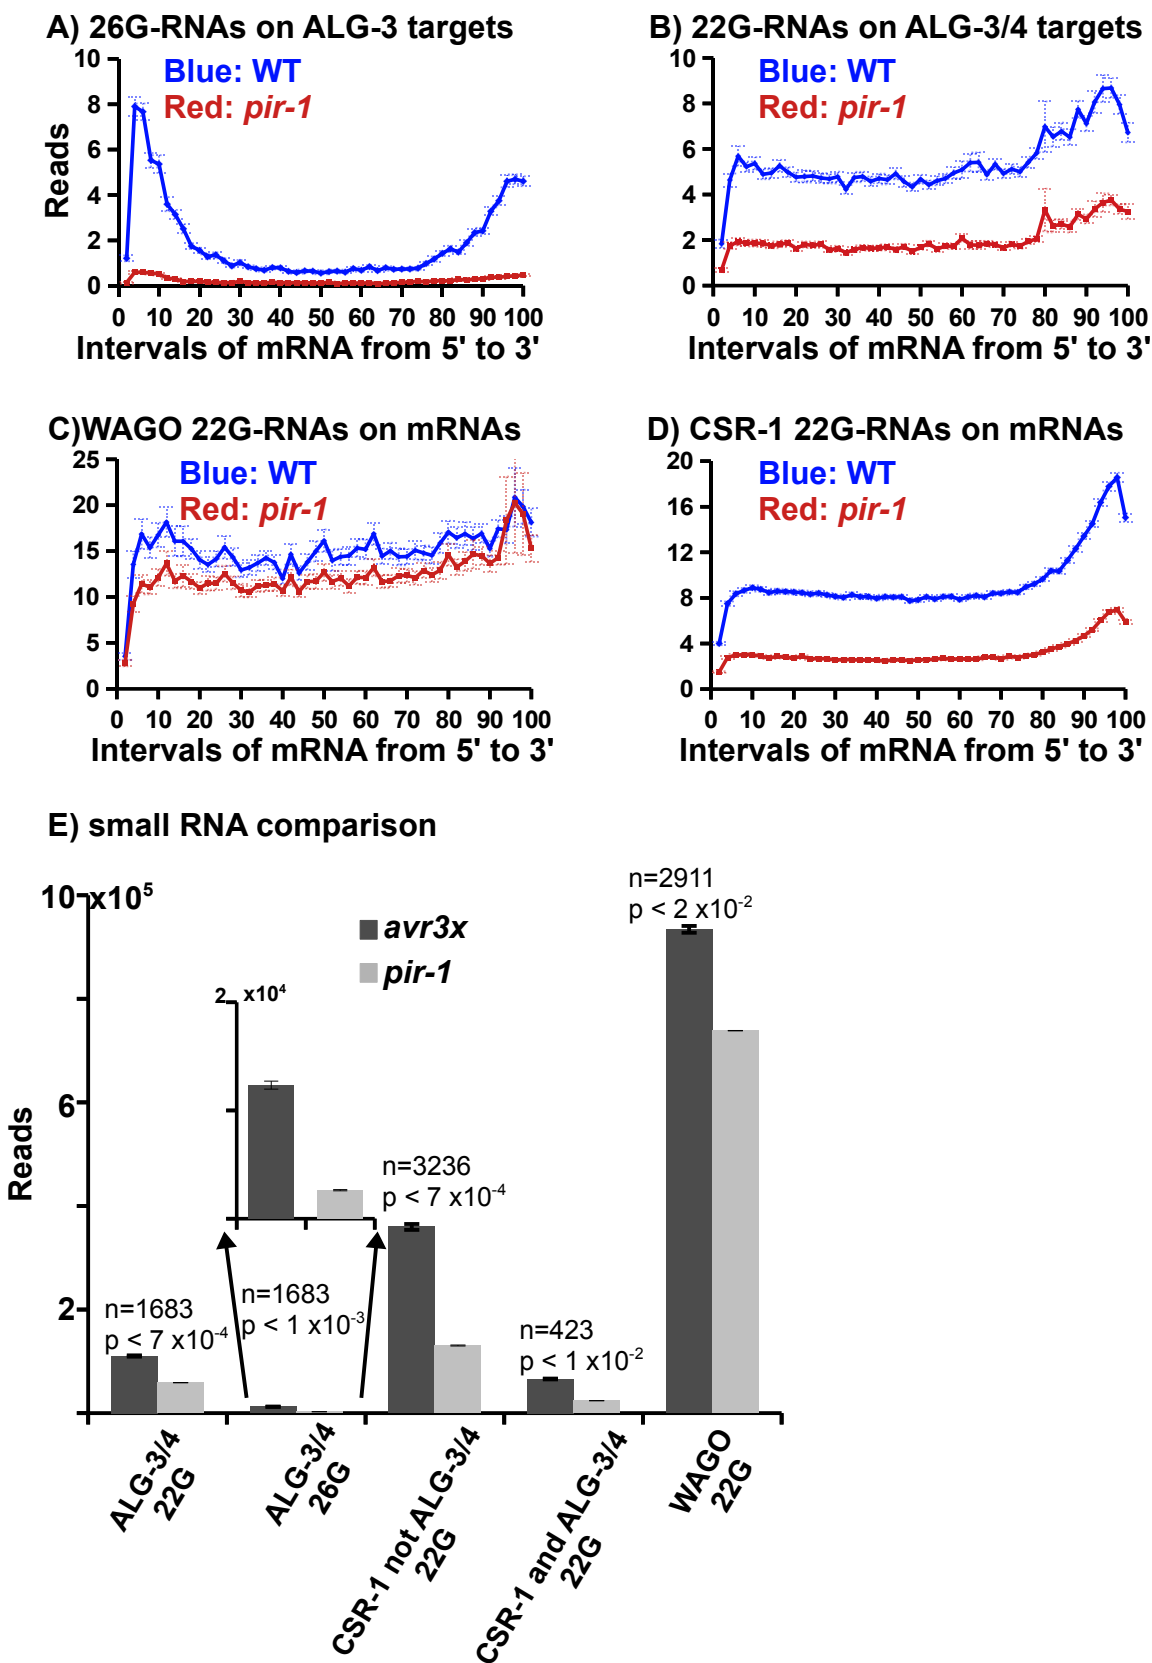 A) 26G-RNAs on ALG-3 targets
Blue: WT
Red: pir-1
10
8
6
4
2
0
Reads
0 10 20 30 40 50 60 70 80 90 100
Intervals of mRNA from 5' to 3'
B) 22G-RNAs on ALG-3/4 targets
Blue: WT
Red: pir-1
10
8
6
4
2
0
0 10 20 30 40 50 60 70 80 90 100
Intervals of mRNA from 5' to 3'
C)WAGO 22G-RNAs on mRNAs
Blue: WT
Red: pir-1
25
20
15
10
5
0
0 10 20 30 40 50 60 70 80 90 100
Intervals of mRNA from 5' to 3'
D) CSR-1 22G-RNAs on mRNAs
Blue: WT
Red: pir-1
20
16
12
8
4
0
0 10 20 30 40 50 60 70 80 90 100
Intervals of mRNA from 5' to 3'
E) small RNA comparison
10 x10⁵
6
2
Reads
avr3x
pir-1
2 x10⁴
n=1683
p < 7 x10⁻⁴
n=1683
p < 1 x10⁻³
n=3236
p < 7 x10⁻⁴
n=423
p < 1 x10⁻²
n=2911
p < 2 x10⁻²
ALG-3/4
22G
ALG-3/4
26G
CSR-1 not ALG-3/4
22G
CSR-1 and ALG-3/4
22G
WAGO
22G